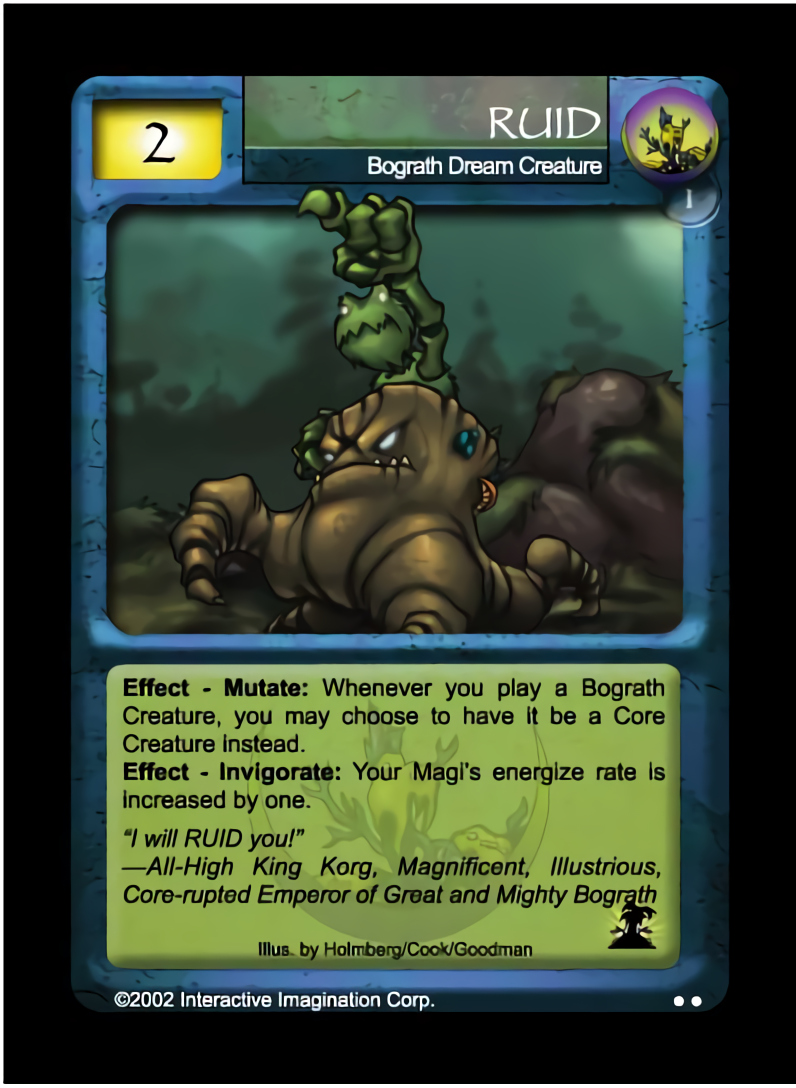 2
RUID
Bograth Dream Creature
1
Effect - Mutate: Whenever you play a Bograth
Creature, you may choose to have it be a Core
Creature instead.
Effect - Invigorate: Your Magi's energize rate is
increased by one.
"I will RUID you!"
—All-High King Korg, Magnificent, Illustrious,
Core-rupted Emperor of Great and Mighty Bograth
Illus. by Holmberg/Cook/Goodman
©2002 Interactive Imagination Corp.